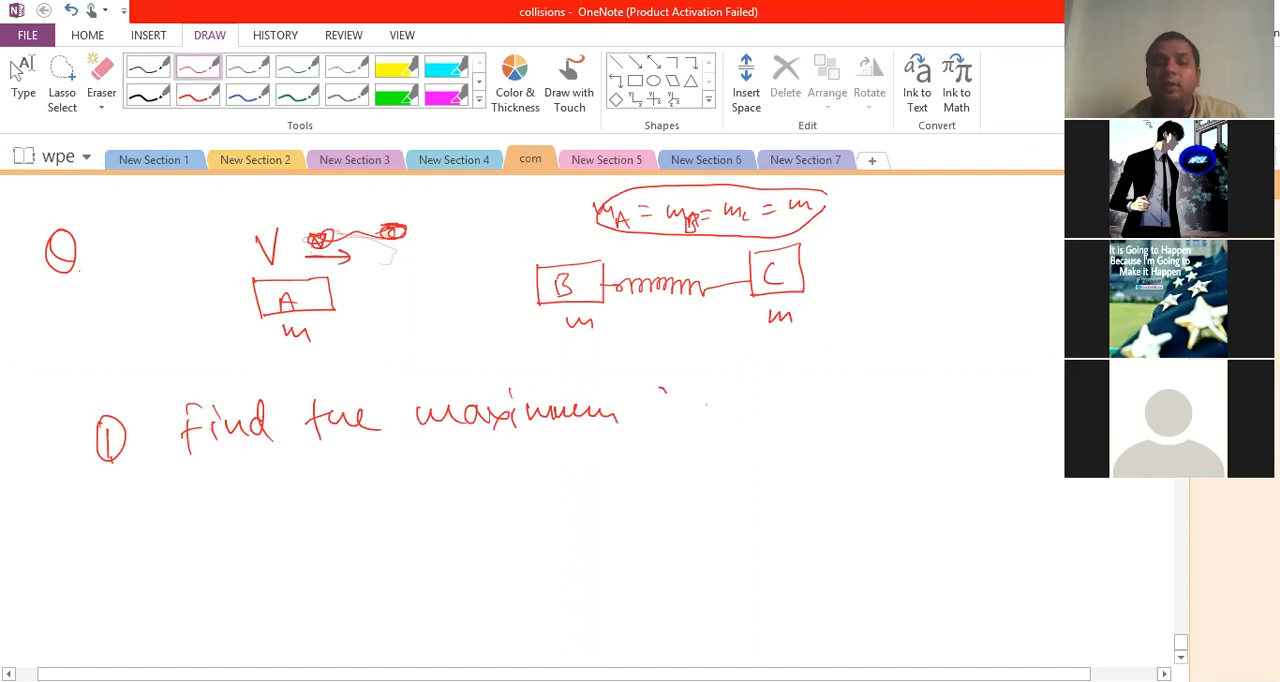 collisions - OneNote (Product Activation Failed)
FILE HOME INSERT DRAW HISTORY REVIEW VIEW
Type Lasso Select Eraser Color & Thickness Draw with Touch Insert Space Delete Arrange Rotate Ink to Text Ink to Math
Tools Shapes Edit Convert
wpe New Section 1 New Section 2 New Section 3 New Section 4 com New Section 5 New Section 6 New Section 7
ARISE
It is Going to Happen
Because I'm Going to
Make it Happen
Q
V
mA = mB = mC = m
A
B
C
m
m
m
① Find the maximum